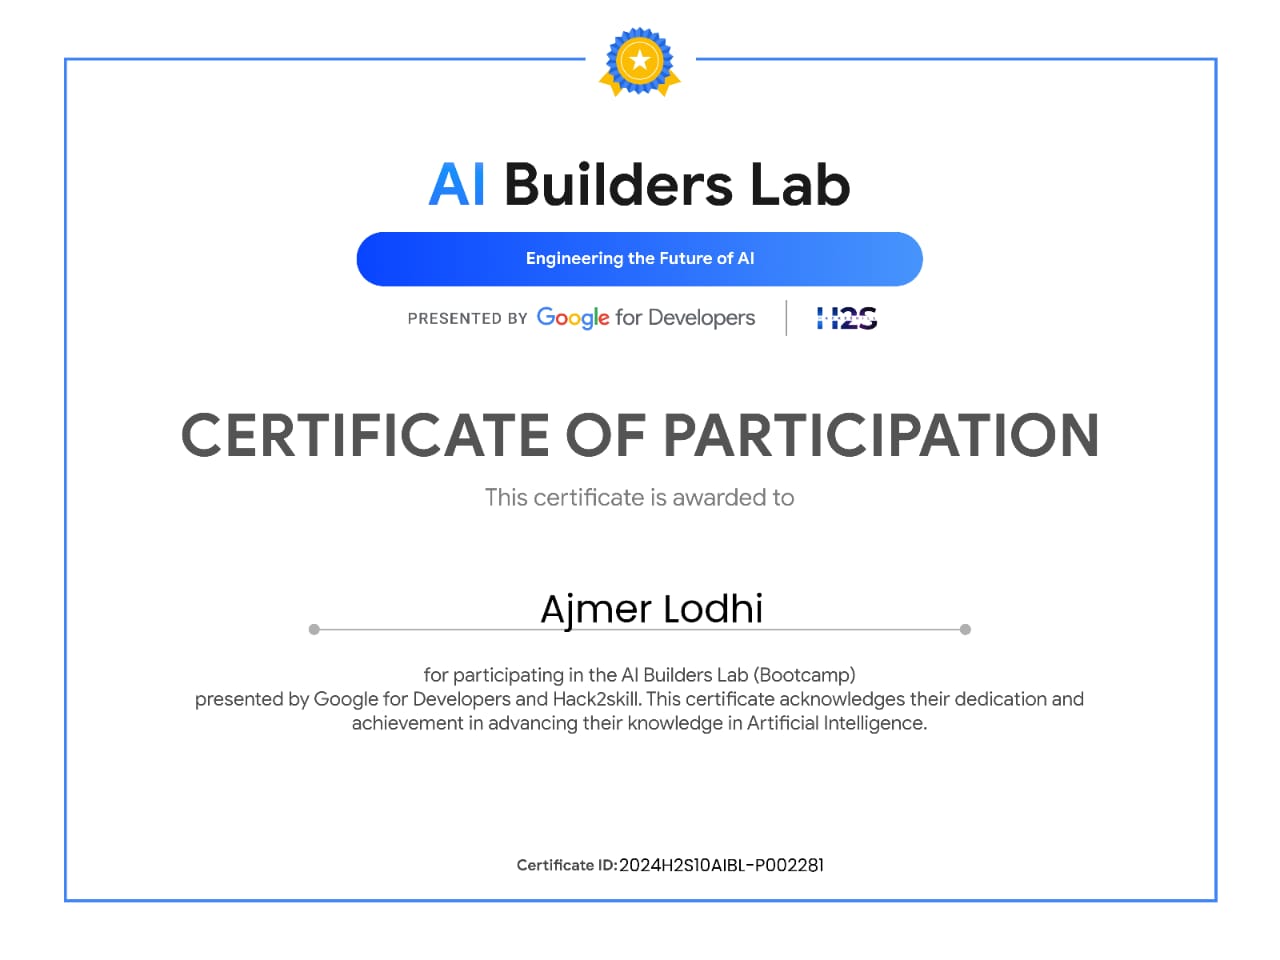 AI Builders Lab
Engineering the Future of AI
PRESENTED BY Google for Developers | H2S
CERTIFICATE OF PARTICIPATION
This certificate is awarded to
Ajmer Lodhi
for participating in the AI Builders Lab (Bootcamp)
presented by Google for Developers and Hack2skill. This certificate acknowledges their dedication and
achievement in advancing their knowledge in Artificial Intelligence.
Certificate ID: 2024H2S10AIBL-P002281